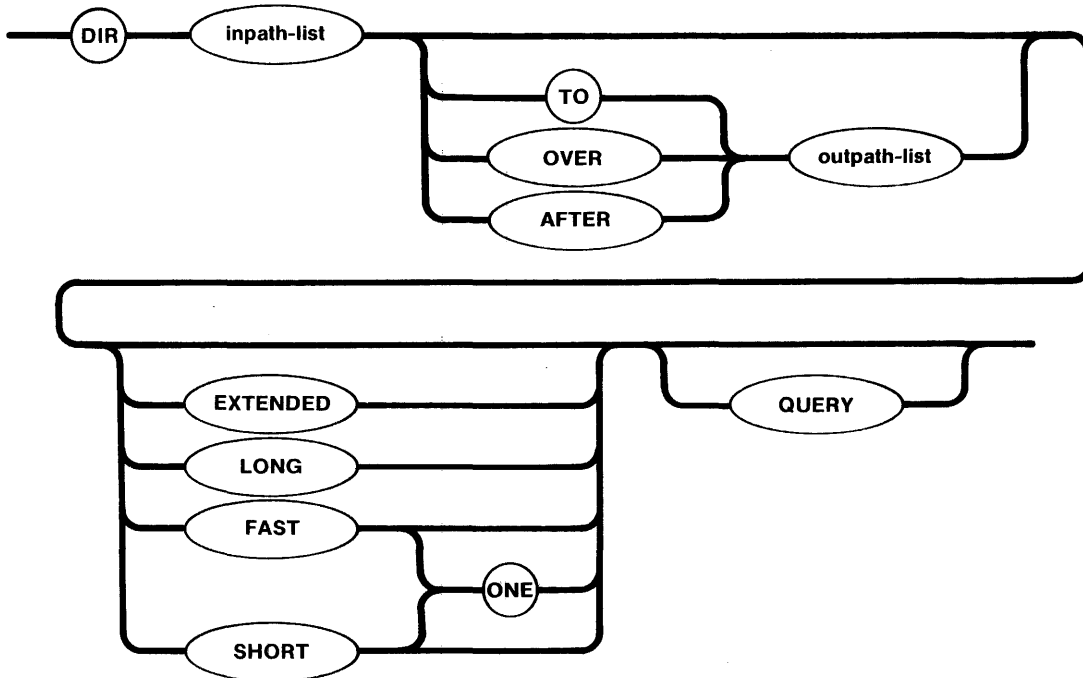 DIR inpath-list
TO
OVER outpath-list
AFTER
EXTENDED QUERY
LONG
FAST
ONE
SHORT